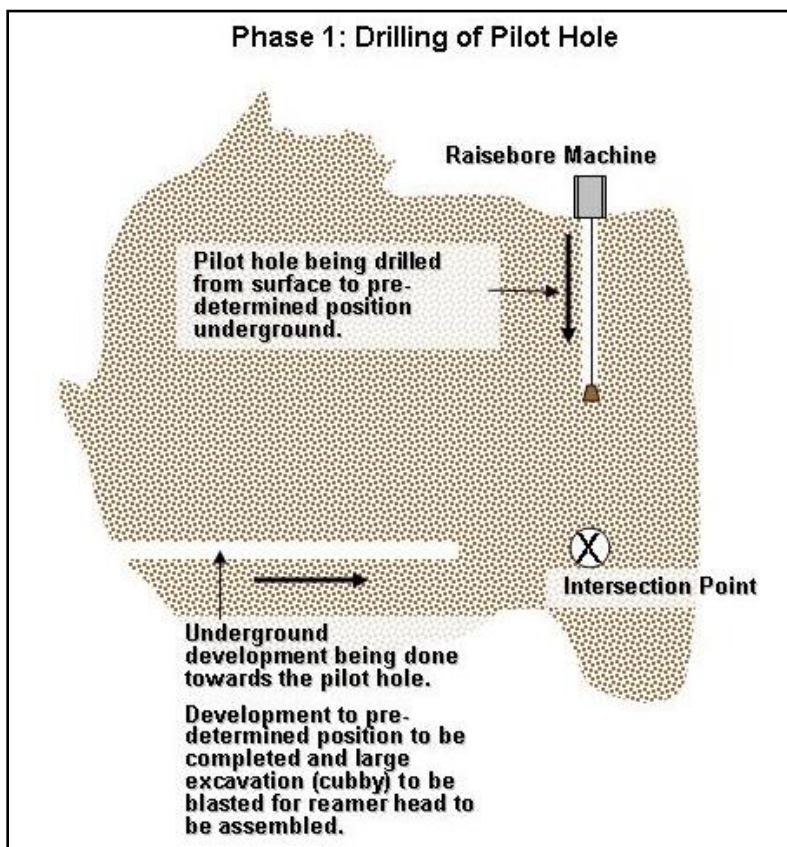 Phase 1: Drilling of Pilot Hole
Raisebore Machine
Pilot hole being drilled
from surface to pre-
determined position
underground.
X
Intersection Point
Underground
development being done
towards the pilot hole.
Development to pre-
determined position to be
completed and large
excavation (cubby) to be
blasted for reamer head to
be assembled.